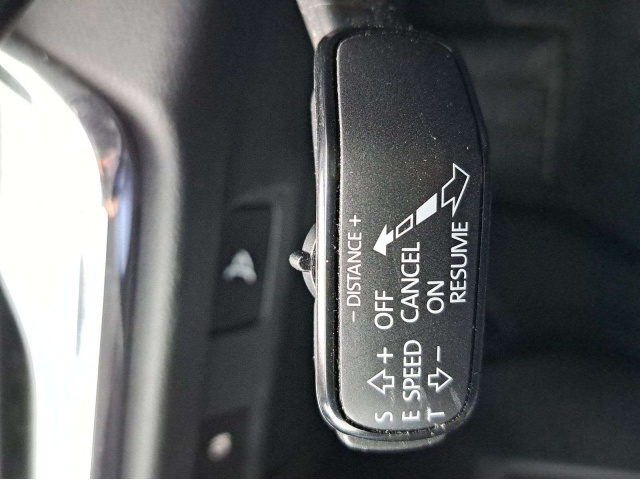 - DISTANCE +
S + OFF
E SPEED CANCEL
T - ON
RESUME